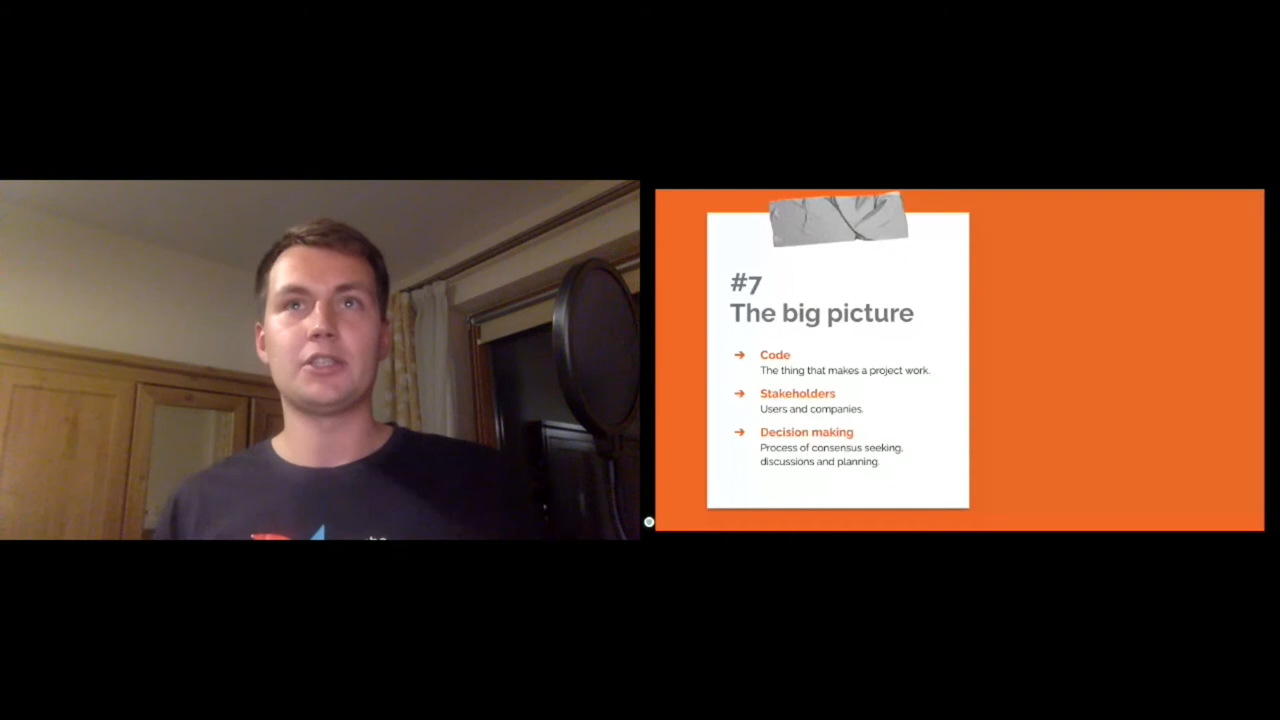 #7
The big picture
➔ Code
The thing that makes a project work.
➔ Stakeholders
Users and companies.
➔ Decision making
Process of consensus seeking,
discussions and planning.